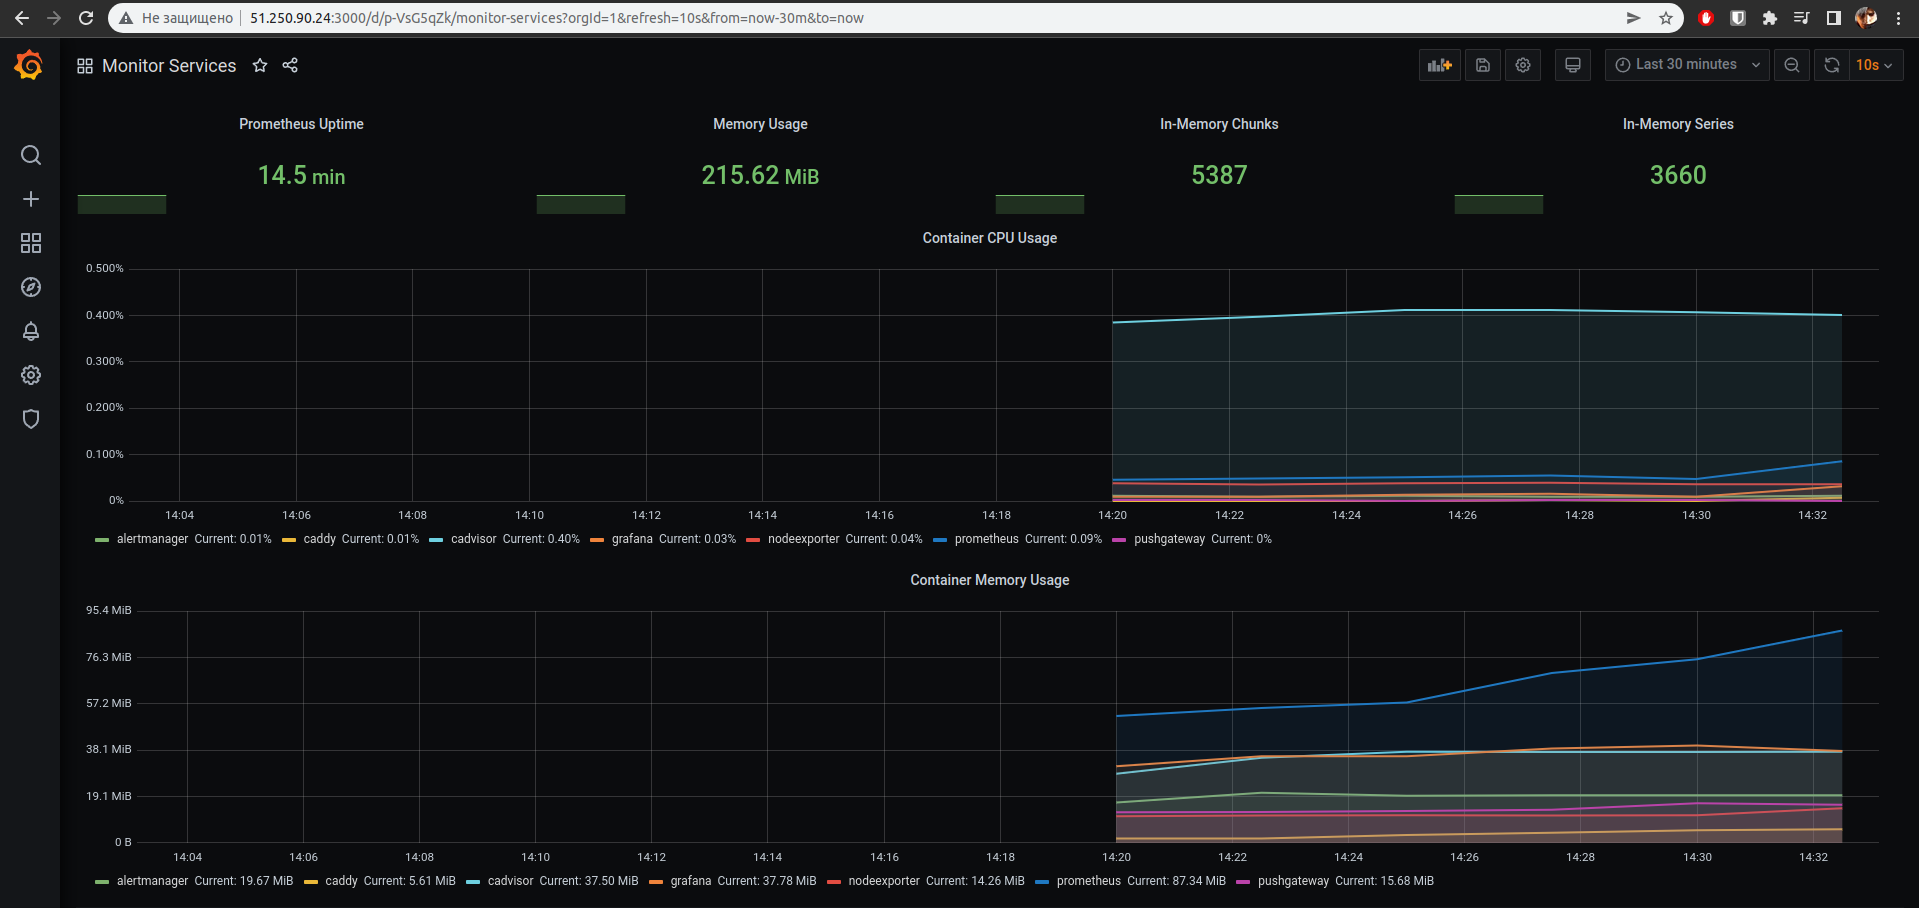 Не защищено 51.250.90.24:3000/d/p-VsG5qZk/monitor-services?orgId=1&refresh=10s&from=now-30m&to=now
Monitor Services
Last 30 minutes
10s
Prometheus Uptime Memory Usage In-Memory Chunks In-Memory Series
14.5 min 215.62 MiB 5387 3660
Container CPU Usage
0.500%
0.400%
0.300%
0.200%
0.100%
0%
14:04 14:06 14:08 14:10 14:12 14:14 14:16 14:18 14:20 14:22 14:24 14:26 14:28 14:30 14:32
alertmanager Current: 0.01% caddy Current: 0.01% cadvisor Current: 0.40% grafana Current: 0.03% nodeexporter Current: 0.04% prometheus Current: 0.09% pushgateway Current: 0%
Container Memory Usage
95.4 MiB
76.3 MiB
57.2 MiB
38.1 MiB
19.1 MiB
0 B
14:04 14:06 14:08 14:10 14:12 14:14 14:16 14:18 14:20 14:22 14:24 14:26 14:28 14:30 14:32
alertmanager Current: 19.67 MiB caddy Current: 5.61 MiB cadvisor Current: 37.50 MiB grafana Current: 37.78 MiB nodeexporter Current: 14.26 MiB prometheus Current: 87.34 MiB pushgateway Current: 15.68 MiB